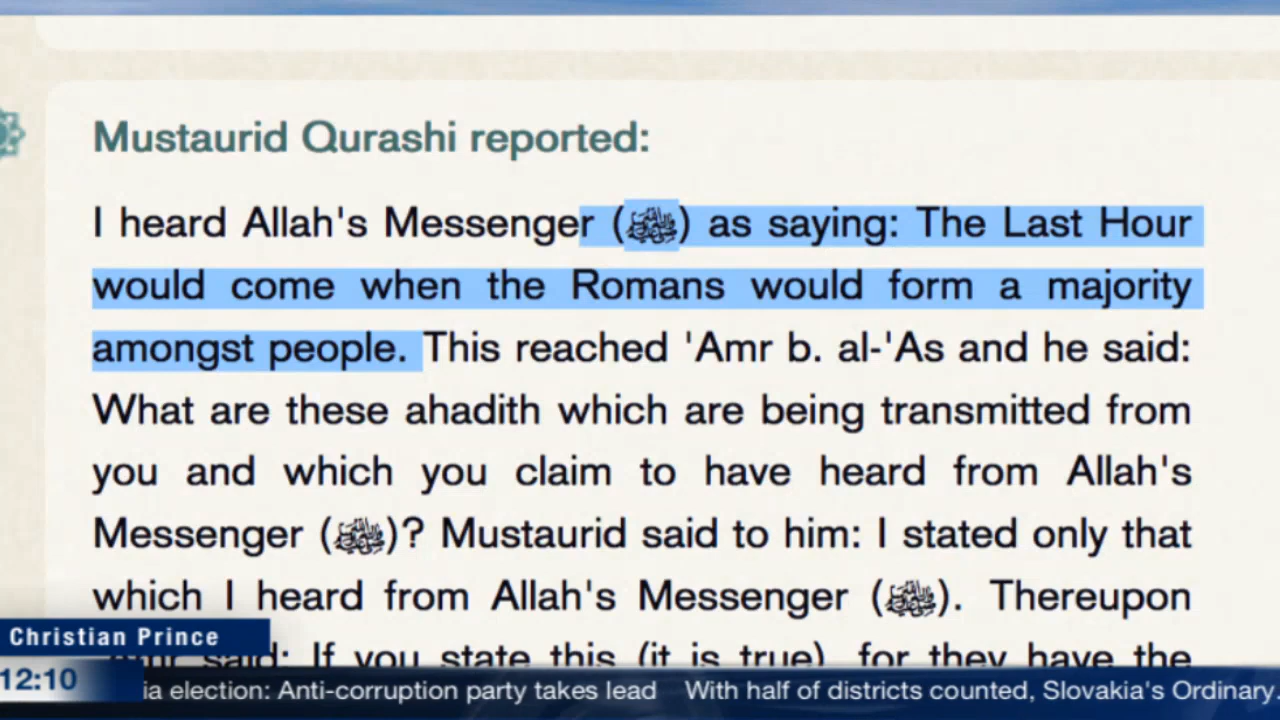 Mustaurid Qurashi reported:
I heard Allah's Messenger (ﷺ) as saying: The Last Hour
would come when the Romans would form a majority
amongst people. This reached 'Amr b. al-'As and he said:
What are these ahadith which are being transmitted from
you and which you claim to have heard from Allah's
Messenger (ﷺ)? Mustaurid said to him: I stated only that
which I heard from Allah's Messenger (ﷺ). Thereupon
said: If you state this (it is true), for they have the
Christian Prince
12:10
ia election: Anti-corruption party takes lead With half of districts counted, Slovakia's Ordinary.